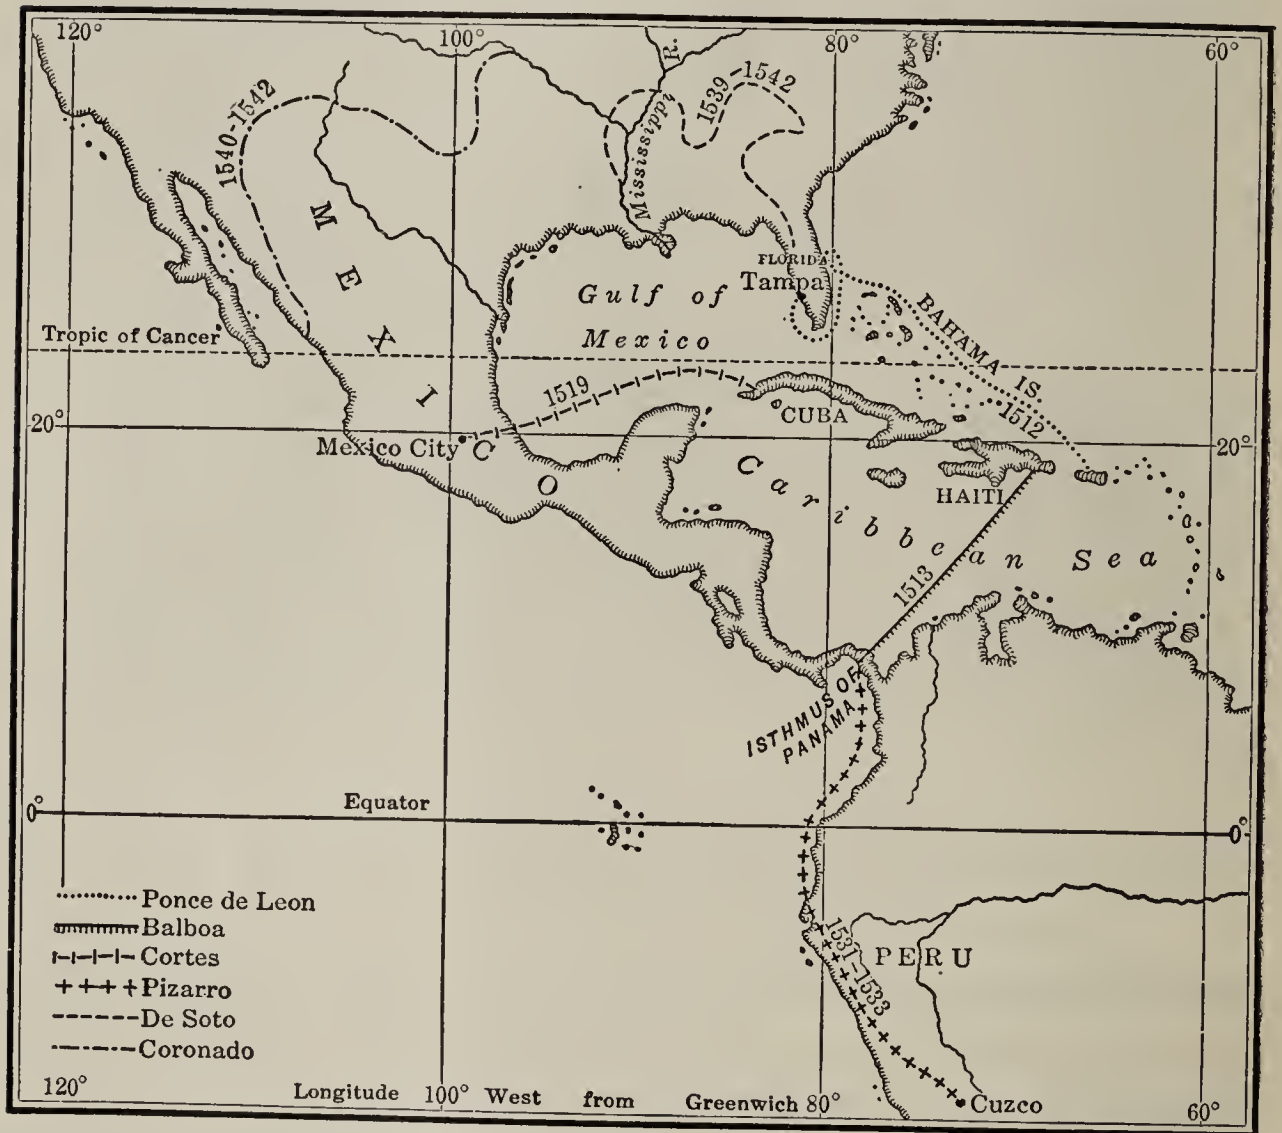 120°
100°
80°
60°
R.
Mississippi
1539-1542
1540-1542
MEXICO
FLORIDA
Tampa
Gulf of
Mexico
BAHAMA IS.
Tropic of Cancer
1519
CUBA
1512
20°
20°
Mexico City
HAITI
Caribbean Sea
1513
ISTHMUS OF
PANAMA
Equator
0°
0°
Ponce de Leon
Balboa
Cortes
Pizarro
De Soto
Coronado
1531-1533
PERU
Cuzco
120°
Longitude 100° West from Greenwich 80°
60°